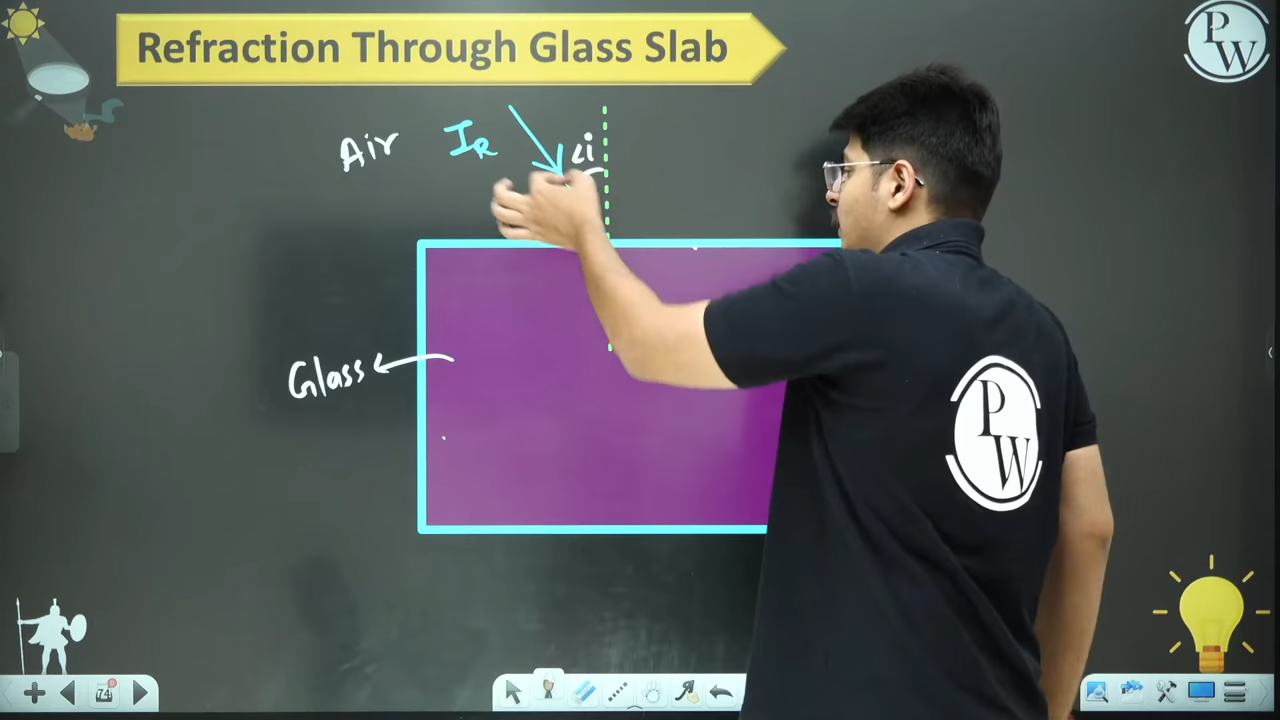 Refraction Through Glass Slab
PW
Air
IR
∠i
Glass
PW
74